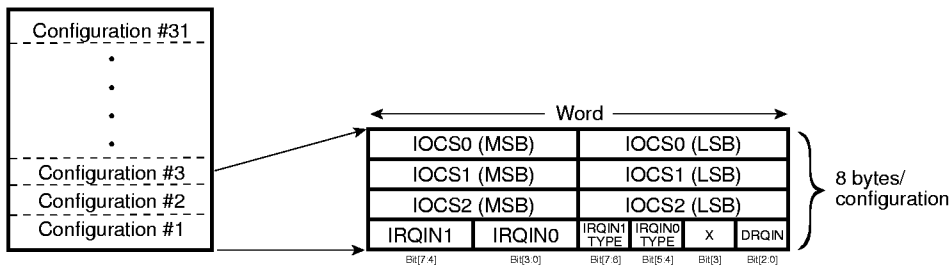 Configuration #31
Configuration #3
Configuration #2
Configuration #1
Word
IOCS0 (MSB) IOCS0 (LSB)
IOCS1 (MSB) IOCS1 (LSB)
IOCS2 (MSB) IOCS2 (LSB)
IRQIN1 IRQIN0 IRQIN1 TYPE IRQIN0 TYPE X DRQIN
Bit[7:4] Bit[3:0] Bit[7:6] Bit[5:4] Bit[3] Bit[2:0]
8 bytes/
configuration